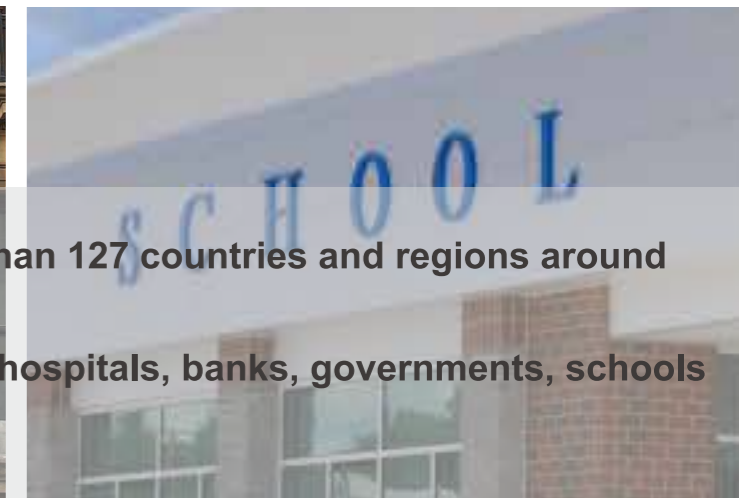 SCHOOL
han 127 countries and regions around
hospitals, banks, governments, schools